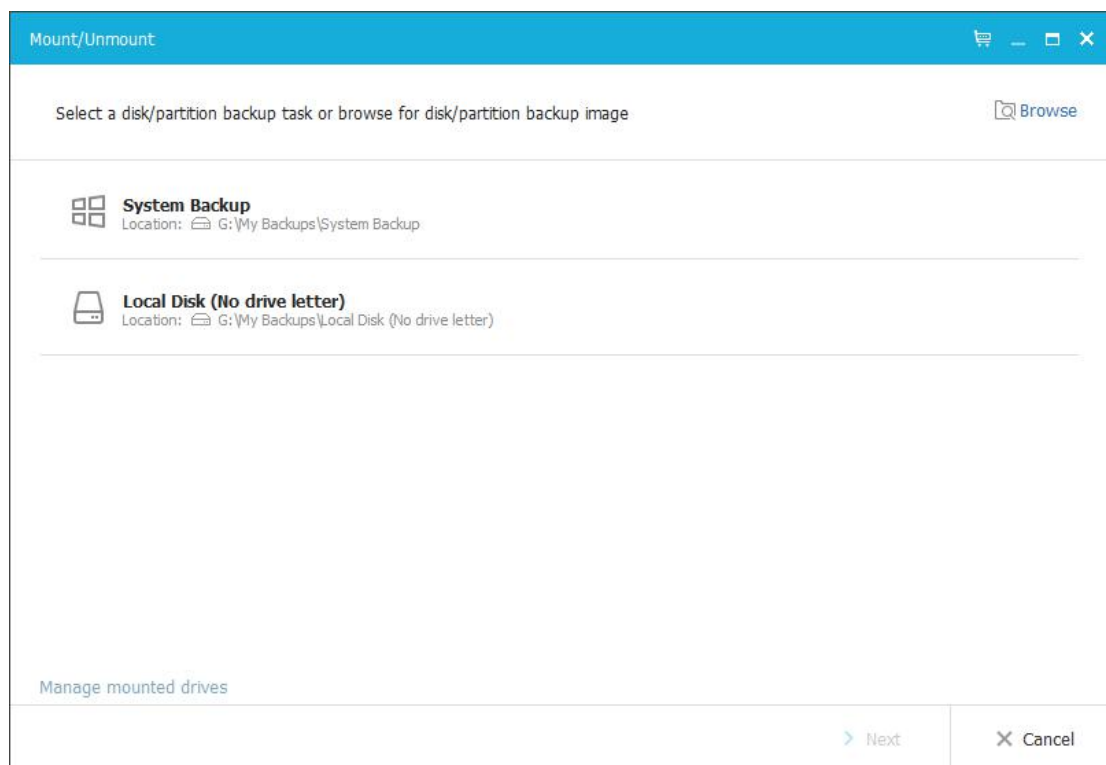 Mount/Unmount
Select a disk/partition backup task or browse for disk/partition backup image
Browse
System Backup
Location: G:\My Backups\System Backup
Local Disk (No drive letter)
Location: G:\My Backups\Local Disk (No drive letter)
Manage mounted drives
Next
Cancel